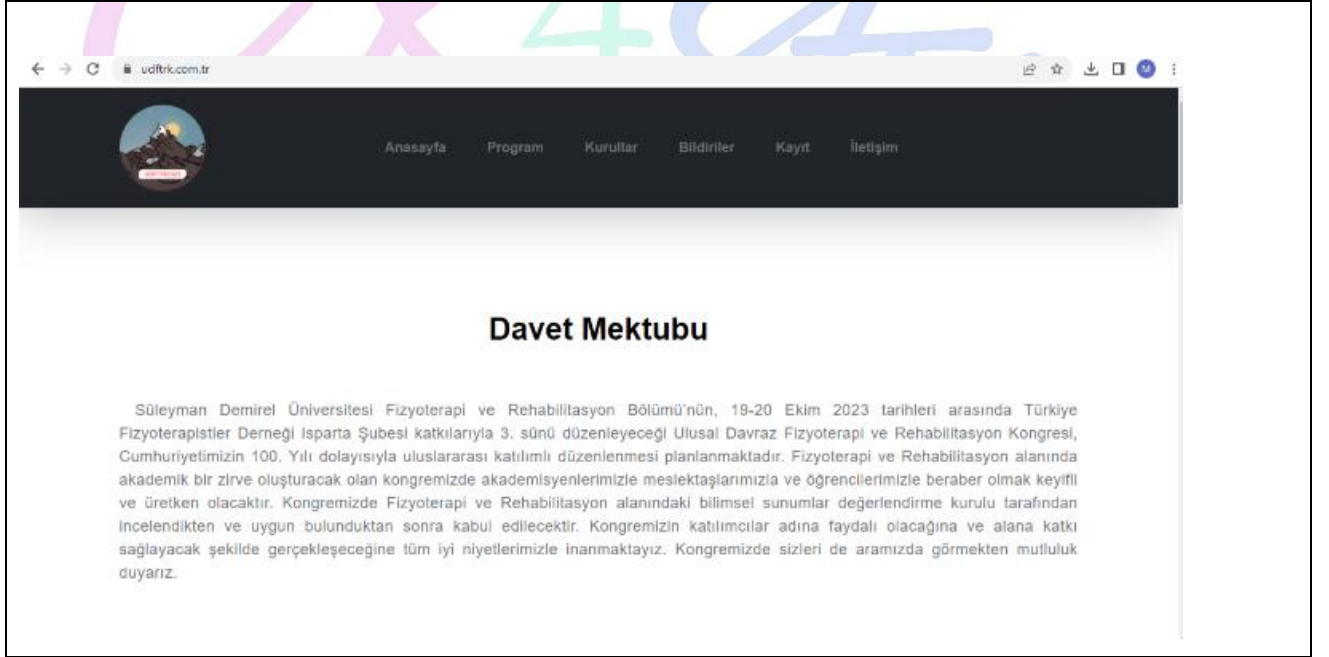 udftrk.com.tr
Anasayfa Program Kurullar Bildiriler Kayıt İletişim
Davet Mektubu
Süleyman Demirel Üniversitesi Fizyoterapi ve Rehabilitasyon Bölümü'nün, 19-20 Ekim 2023 tarihleri arasında Türkiye
Fizyoterapistler Derneği Isparta Şubesi katkılarıyla 3. sünü düzenleyeceği Ulusal Davraz Fizyoterapi ve Rehabilitasyon Kongresi,
Cumhuriyetimizin 100. Yılı dolayısıyla uluslararası katılımlı düzenlenmesi planlanmaktadır. Fizyoterapi ve Rehabilitasyon alanında
akademik bir zirve oluşturacak olan kongremizde akademisyenlerimizle meslektaşlarımızla ve öğrencilerimizle beraber olmak keyifli
ve üretken olacaktır. Kongremizde Fizyoterapi ve Rehabilitasyon alanındaki bilimsel sunumlar değerlendirme kurulu tarafından
incelendikten ve uygun bulunduktan sonra kabul edilecektir. Kongremizin katılımcılar adına faydalı olacağına ve alana katkı
sağlayacak şekilde gerçekleşeceğine tüm iyi niyetlerimizle inanmaktayız. Kongremizde sizleri de aramızda görmekten mutluluk
duyarız.